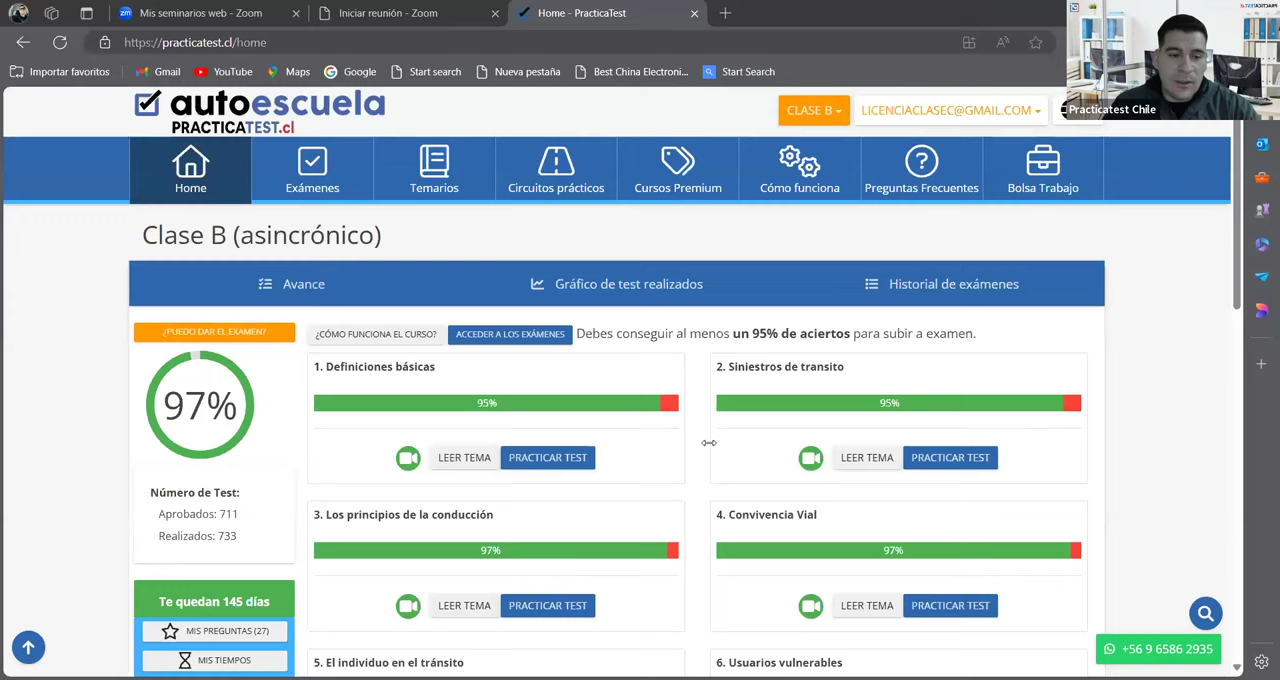 Mis seminarios web - Zoom
Iniciar reunión - Zoom
Home - PracticaTest
https://practicatest.cl/home
Importar favoritos
Gmail
YouTube
Maps
Google
Start search
Nueva pestaña
Best China Electroni...
Start Search
Practicatest Chile
autoescuela
PRACTICATEST.cl
CLASE B
LICENCIACLASEC@GMAIL.COM
Home
Exámenes
Temarios
Circuitos prácticos
Cursos Premium
Cómo funciona
Preguntas Frecuentes
Bolsa Trabajo
Clase B (asincrónico)
Avance
Gráfico de test realizados
Historial de exámenes
¿PUEDO DAR EL EXAMEN?
97%
Número de Test:
Aprobados: 711
Realizados: 733
Te quedan 145 días
MIS PREGUNTAS (27)
MIS TIEMPOS
¿CÓMO FUNCIONA EL CURSO?
ACCEDER A LOS EXÁMENES
Debes conseguir al menos un 95% de aciertos para subir a examen.
1. Definiciones básicas
95%
LEER TEMA
PRACTICAR TEST
2. Siniestros de transito
95%
LEER TEMA
PRACTICAR TEST
3. Los principios de la conducción
97%
LEER TEMA
PRACTICAR TEST
4. Convivencia Vial
97%
LEER TEMA
PRACTICAR TEST
5. El individuo en el tránsito
6. Usuarios vulnerables
+56 9 6586 2935